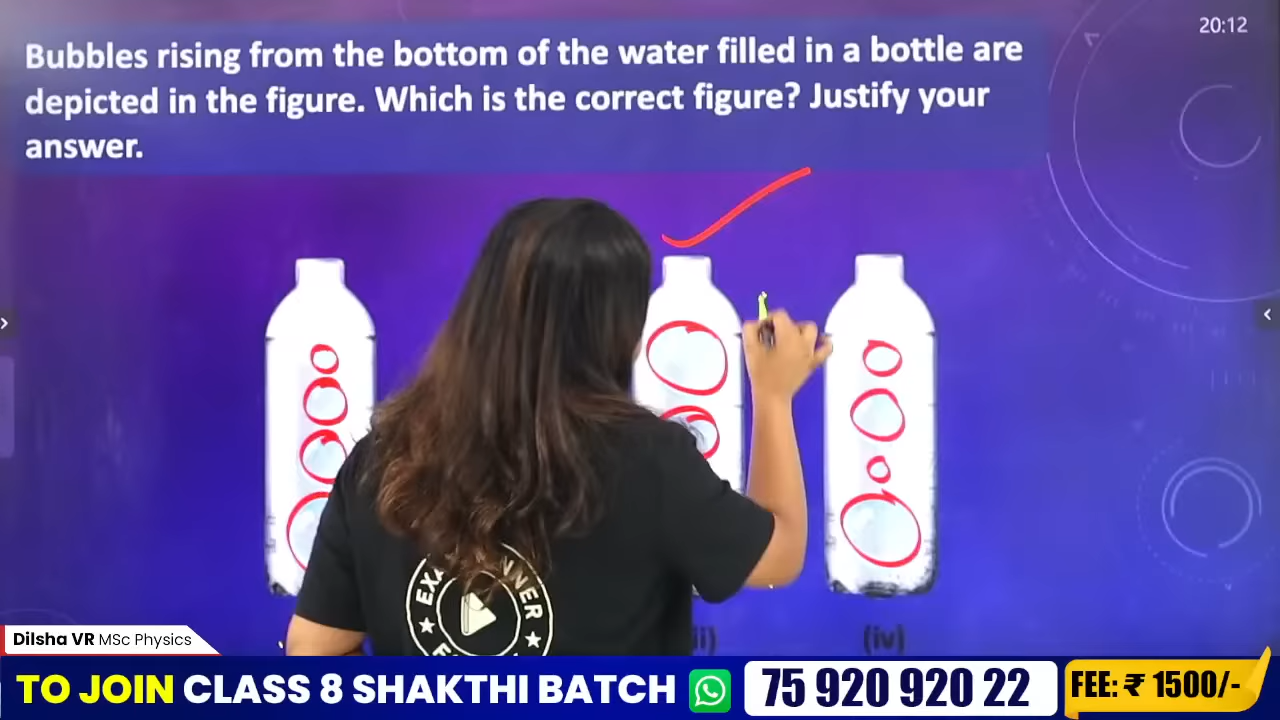 20:12
Bubbles rising from the bottom of the water filled in a bottle are
depicted in the figure. Which is the correct figure? Justify your
answer.
(iv)
Dilsha VR MSc Physics
TO JOIN CLASS 8 SHAKTHI BATCH
75 920 920 22
FEE: ₹ 1500/-